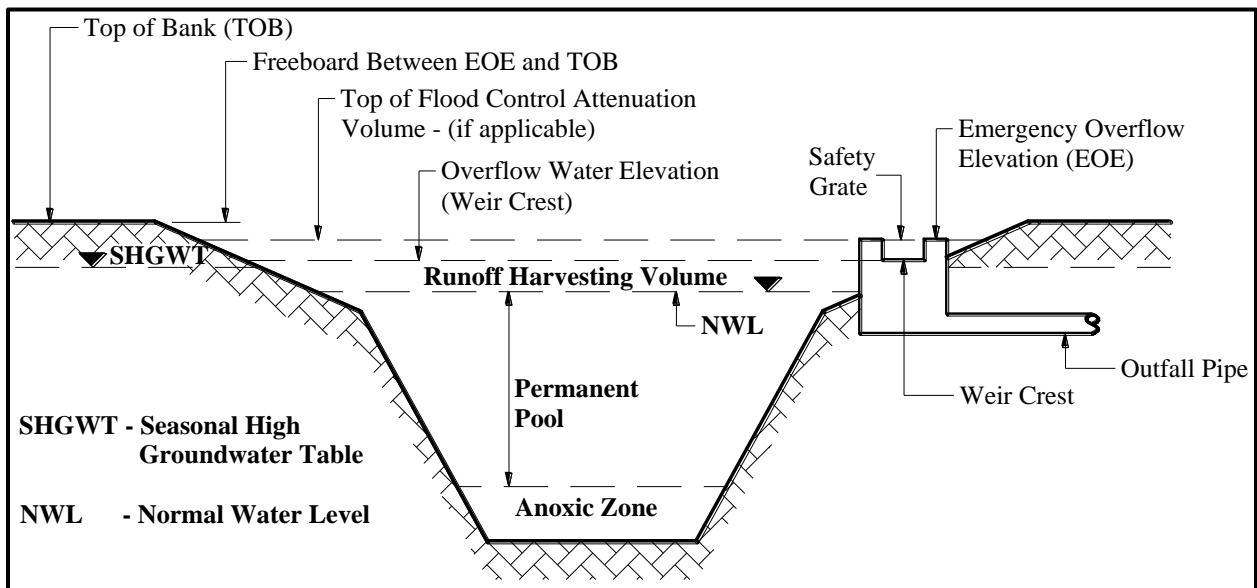 Top of Bank (TOB)
Freeboard Between EOE and TOB
Top of Flood Control Attenuation
Volume - (if applicable)
Overflow Water Elevation
(Weir Crest)
Safety
Grate
Emergency Overflow
Elevation (EOE)
SHGWT
Runoff Harvesting Volume
NWL
Permanent
Pool
Weir Crest
Outfall Pipe
SHGWT - Seasonal High
Groundwater Table
NWL - Normal Water Level
Anoxic Zone